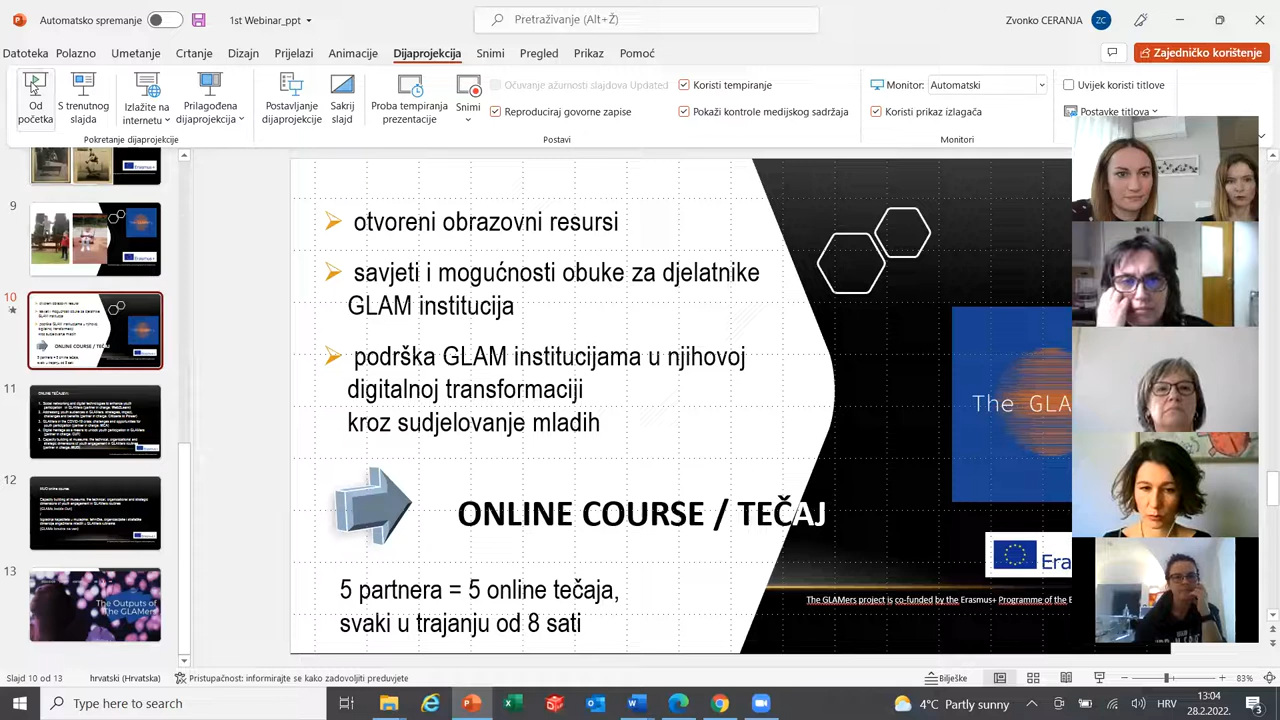 Automatsko spremanje
1st Webinar_ppt
Pretraživanje (Alt+Ž)
Zvonko CERANJA
ZC
Datoteka Polazno Umetanje Crtanje Dizajn Prijelazi Animacije Dijaprojekcija Snimi Pregled Prikaz Pomoć
Zajedničko korištenje
Od početka
S trenutnog slajda
Izlažite na internetu
Prilagođena dijaprojekcija
Postavljanje dijaprojekcije
Sakrij slajd
Proba tempiranja prezentacije
Snimi
Čuvanje ažurnosti slajdova Updated
Reproduciraj govorne zapise
Koristi tempiranje
Pokaži kontrole medijskog sadržaja
Monitor: Automatski
Koristi prikaz izlagača
Uvijek koristi titlove
Postavke titlova
Pokretanje dijaprojekcije
Postavi
Monitori
9
10
11
12
13
ONLINE TEČAJEVI
The Outputs of
The GLAMers
otvoreni obrazovni resursi
savjeti i mogućnosti obuke za djelatnike
GLAM institucija
podrška GLAM institucijama u njihovoj
digitalnoj transformaciji
kroz sudjelovanje mladih
ONLINE COURSE / TEČAJ
5 partnera = 5 online tečaja,
svaki u trajanju od 8 sati
The GLA
Era
The GLAMers project is co-funded by the Erasmus+ Programme of the E
Slajd 10 od 13
hrvatski (Hrvatska)
Pristupačnost: informirajte se kako zadovoljiti preduvjete
Bilješke
83%
Type here to search
4°C Partly sunny
HRV
13:04
28.2.2022.
3